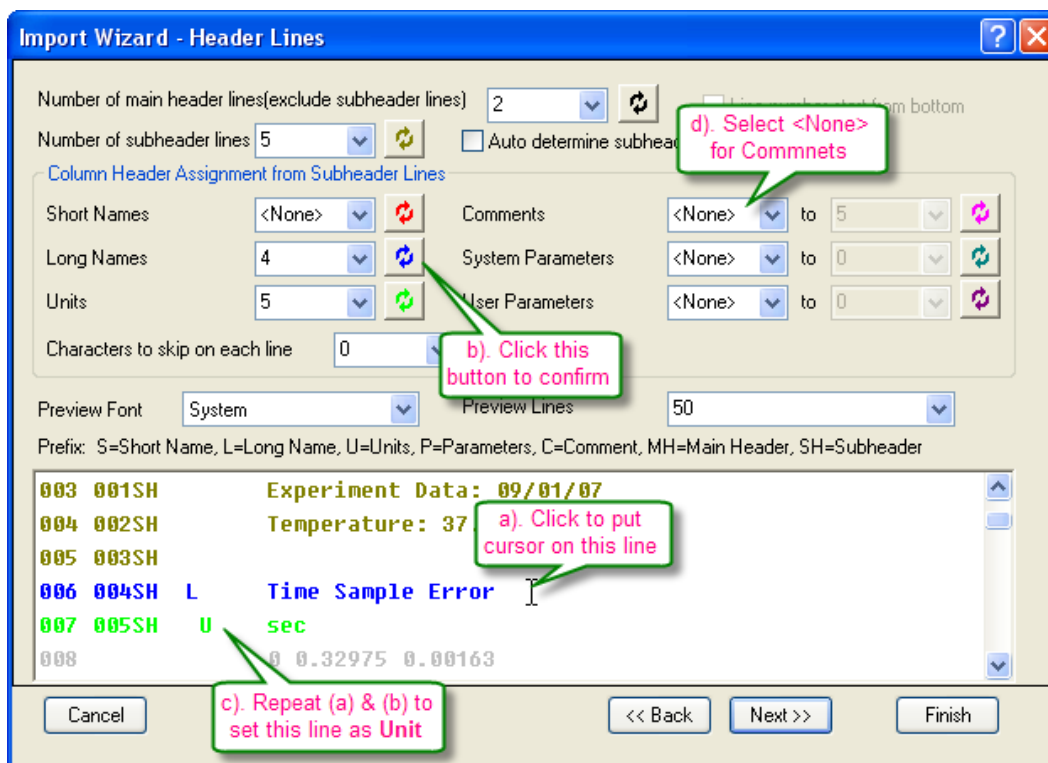 Import Wizard - Header Lines
Number of main header lines(exclude subheader lines) 2
from bottom
Number of subheader lines 5 Auto determine
d). Select <None>
for Commnets
Column Header Assignment from Subheader Lines
Short Names <None> Comments <None> to 5
Long Names 4 System Parameters <None> to 0
Units 5 User Parameters <None> to 0
Characters to skip on each line 0
b). Click this
button to confirm
Preview Font System Preview Lines 50
Prefix: S=Short Name, L=Long Name, U=Units, P=Parameters, C=Comment, MH=Main Header, SH=Subheader
003 001SH Experiment Data: 09/01/07
004 002SH Temperature: 37.
a). Click to put
cursor on this line
005 003SH
006 004SH L Time Sample Error
007 005SH U sec
008 0 0.32975 0.00163
c). Repeat (a) & (b) to
set this line as Unit
Cancel << Back Next >> Finish